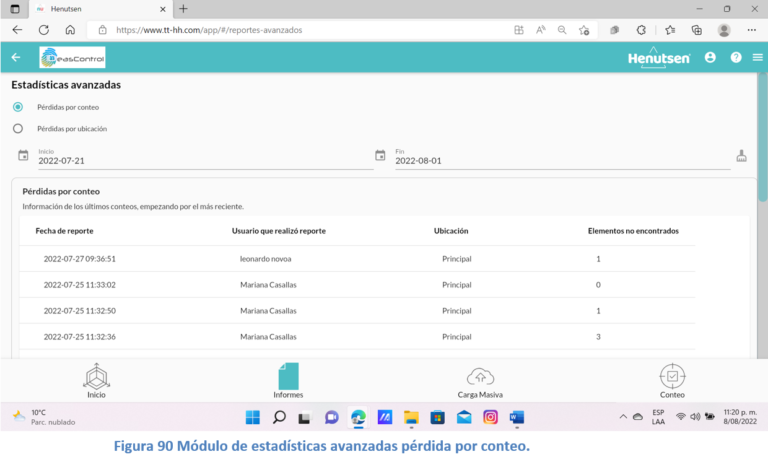 Henutsen
https://www.tt-hh.com/app/#/reportes-avanzados
easControl
Henutsen
Estadísticas avanzadas
Pérdidas por conteo
Pérdidas por ubicación
Inicio
2022-07-21
Fin
2022-08-01
Pérdidas por conteo
Información de los últimos conteos, empezando por el más reciente.
Fecha de reporte Usuario que realizó reporte Ubicación Elementos no encontrados
2022-07-27 09:36:51 leonardo novoa Principal 1
2022-07-25 11:33:02 Mariana Casallas Principal 0
2022-07-25 11:32:50 Mariana Casallas Principal 1
2022-07-25 11:32:36 Mariana Casallas Principal 3
Inicio Informes Carga Masiva Conteo
10°C
Parc. nublado
ESP
LAA
11:20 p. m.
8/08/2022
Figura 90 Módulo de estadísticas avanzadas pérdida por conteo.